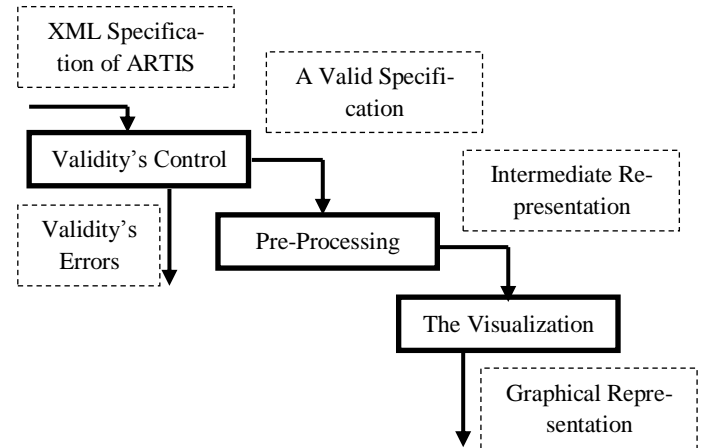 XML Specifica-
tion of ARTIS
A Valid Specifi-
cation
Validity’s Control
Intermediate Re-
presentation
Validity’s
Errors
Pre-Processing
The Visualization
Graphical Repre-
sentation